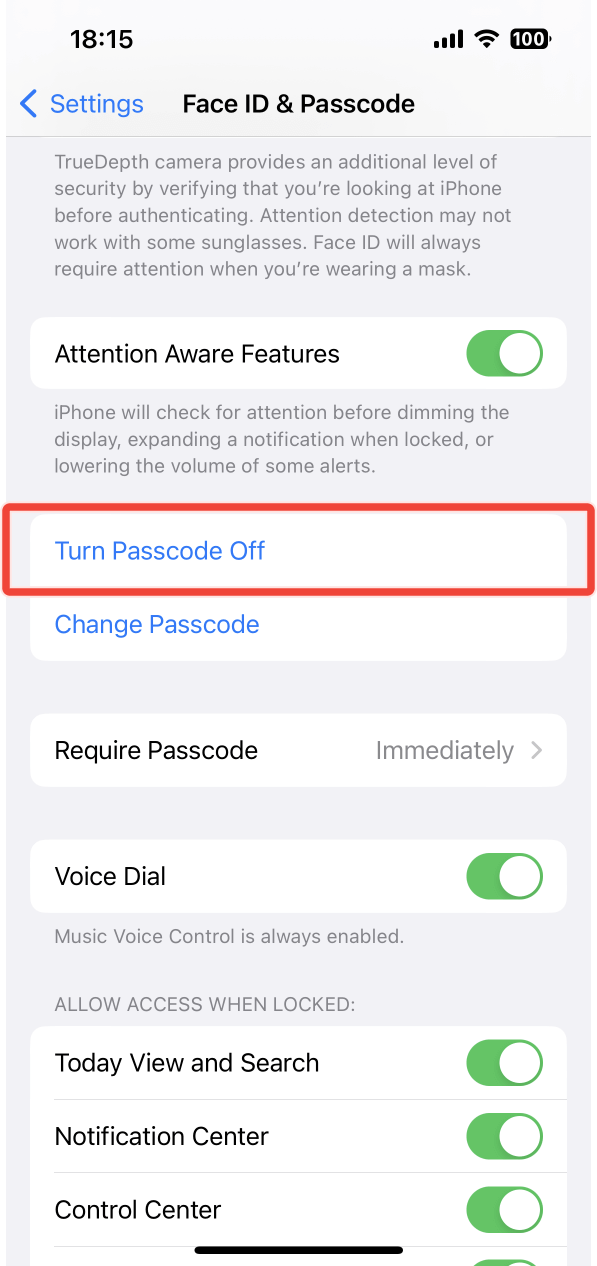 18:15
100
Settings
Face ID & Passcode
TrueDepth camera provides an additional level of
security by verifying that you’re looking at iPhone
before authenticating. Attention detection may not
work with some sunglasses. Face ID will always
require attention when you’re wearing a mask.
Attention Aware Features
iPhone will check for attention before dimming the
display, expanding a notification when locked, or
lowering the volume of some alerts.
Turn Passcode Off
Change Passcode
Require Passcode
Immediately
Voice Dial
Music Voice Control is always enabled.
ALLOW ACCESS WHEN LOCKED:
Today View and Search
Notification Center
Control Center